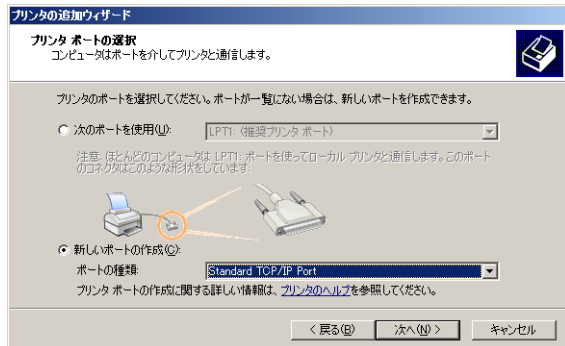 プリンタの追加ウィザード
プリンタ ポートの選択
コンピュータはポートを介してプリンタと通信します。
プリンタのポートを選択してください。ポートが一覧にない場合は、新しいポートを作成できます。
次のポートを使用(U): LPT1: (推奨プリンタ ポート)
注意: ほとんどのコンピュータは LPT1: ポートを使ってローカル プリンタと通信します。このポート
のコネクタはこのような形状をしています:
新しいポートの作成(C):
ポートの種類: Standard TCP/IP Port
プリンタ ポートの作成に関する詳しい情報は、プリンタのヘルプを参照してください。
< 戻る(B) 次へ(N) > キャンセル